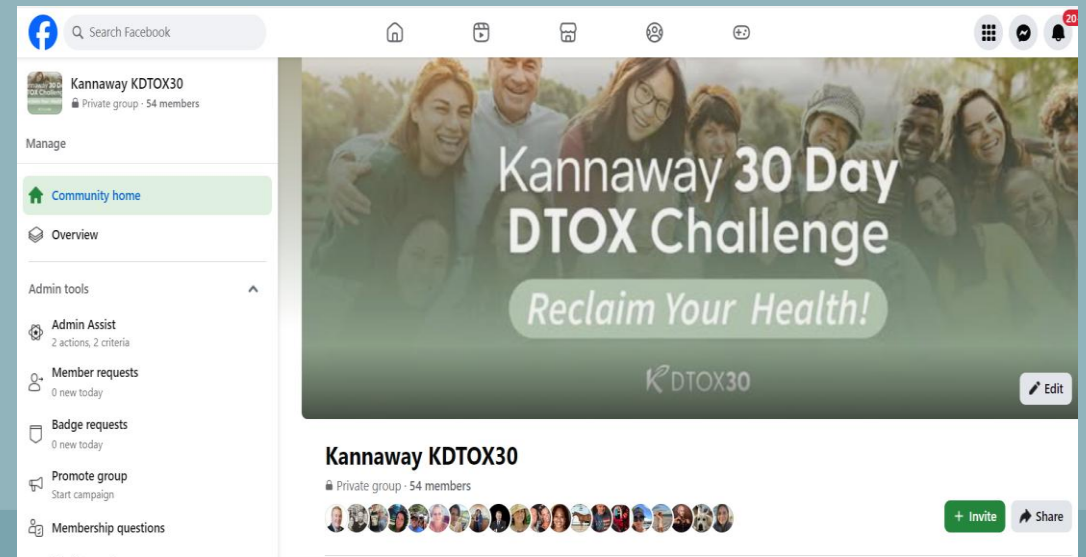 Search Facebook
20
Kannaway KDTOX30
Private group · 54 members
Manage
Community home
Overview
Admin tools
Admin Assist
2 actions, 2 criteria
Member requests
0 new today
Badge requests
0 new today
Promote group
Start campaign
Membership questions
Kannaway 30 Day
DTOX Challenge
Reclaim Your Health!
KDTOX30
Edit
Kannaway KDTOX30
Private group · 54 members
+ Invite
Share